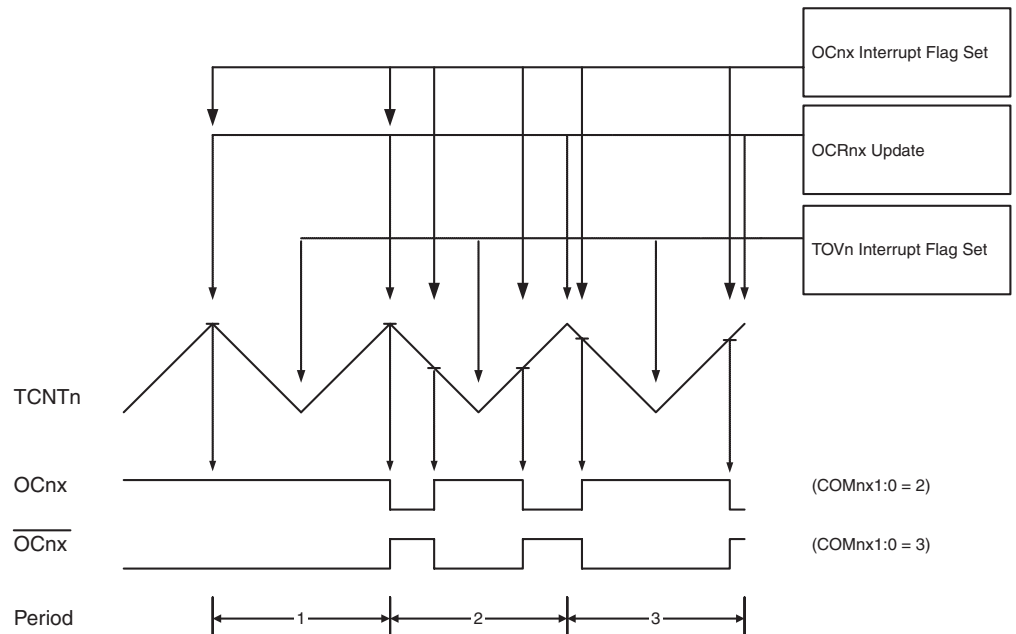 OCnx Interrupt Flag Set
OCRnx Update
TOVn Interrupt Flag Set
TCNTn
OCnx
(COMnx1:0 = 2)
OCnx
(COMnx1:0 = 3)
Period
1
2
3